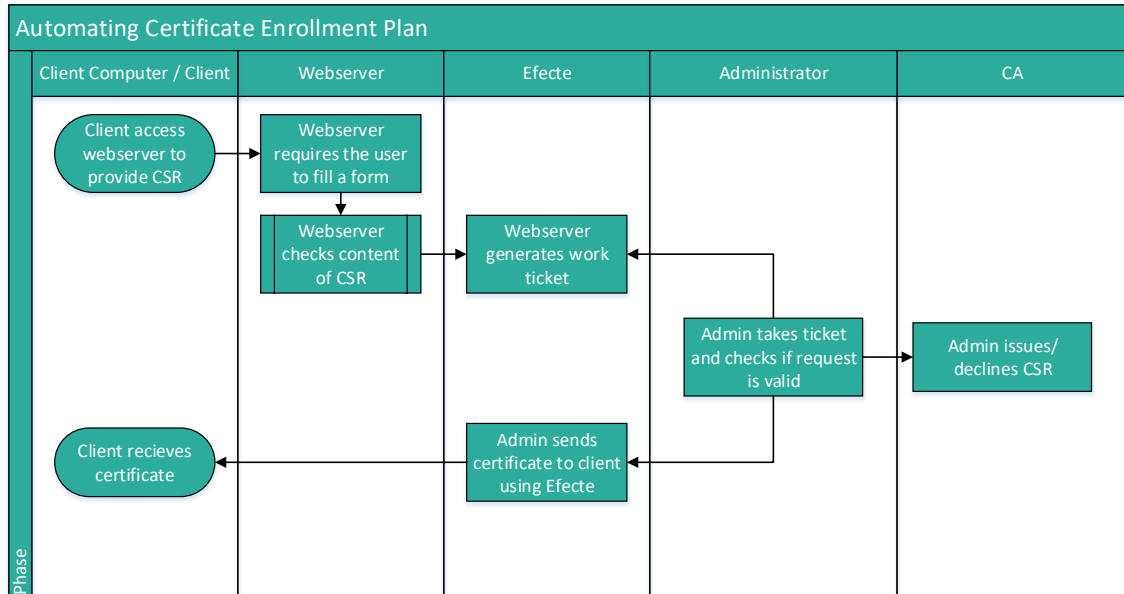 Automating Certificate Enrollment Plan
Client Computer / Client
Webserver
Efecte
Administrator
CA
Client access
webserver to
provide CSR
Webserver
requires the user
to fill a form
Webserver
checks content
of CSR
Webserver
generates work
ticket
Admin takes ticket
and checks if request
is valid
Admin issues/
declines CSR
Client recieves
certificate
Admin sends
certificate to client
using Efecte
Phase